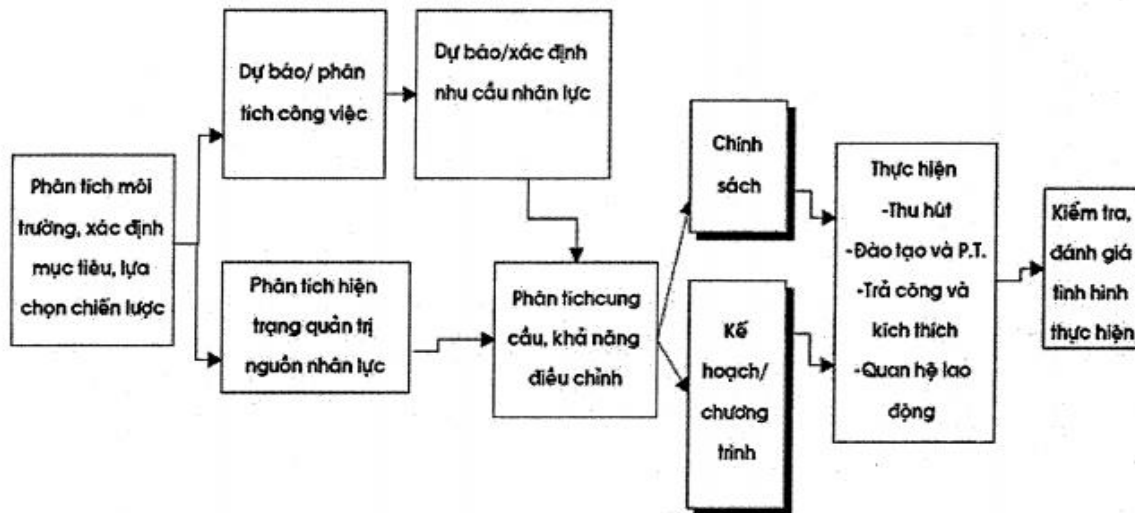 Phân tích môi
trường, xác định
mục tiêu, lựa
chọn chiến lược
Dự báo/ phân
tích công việc
Dự báo/xác định
nhu cầu nhân lực
Phân tích hiện
trạng quản trị
nguồn nhân lực
Phân tíchcung
cầu, khả năng
điều chỉnh
Chính
sách
Kế
hoạch/
chương
trình
Thực hiện
-Thu hút
-Đào tạo và P.T.
-Trả công và
kích thích
-Quan hệ lao
động
Kiểm tra,
đánh giá
tình hình
thực hiện